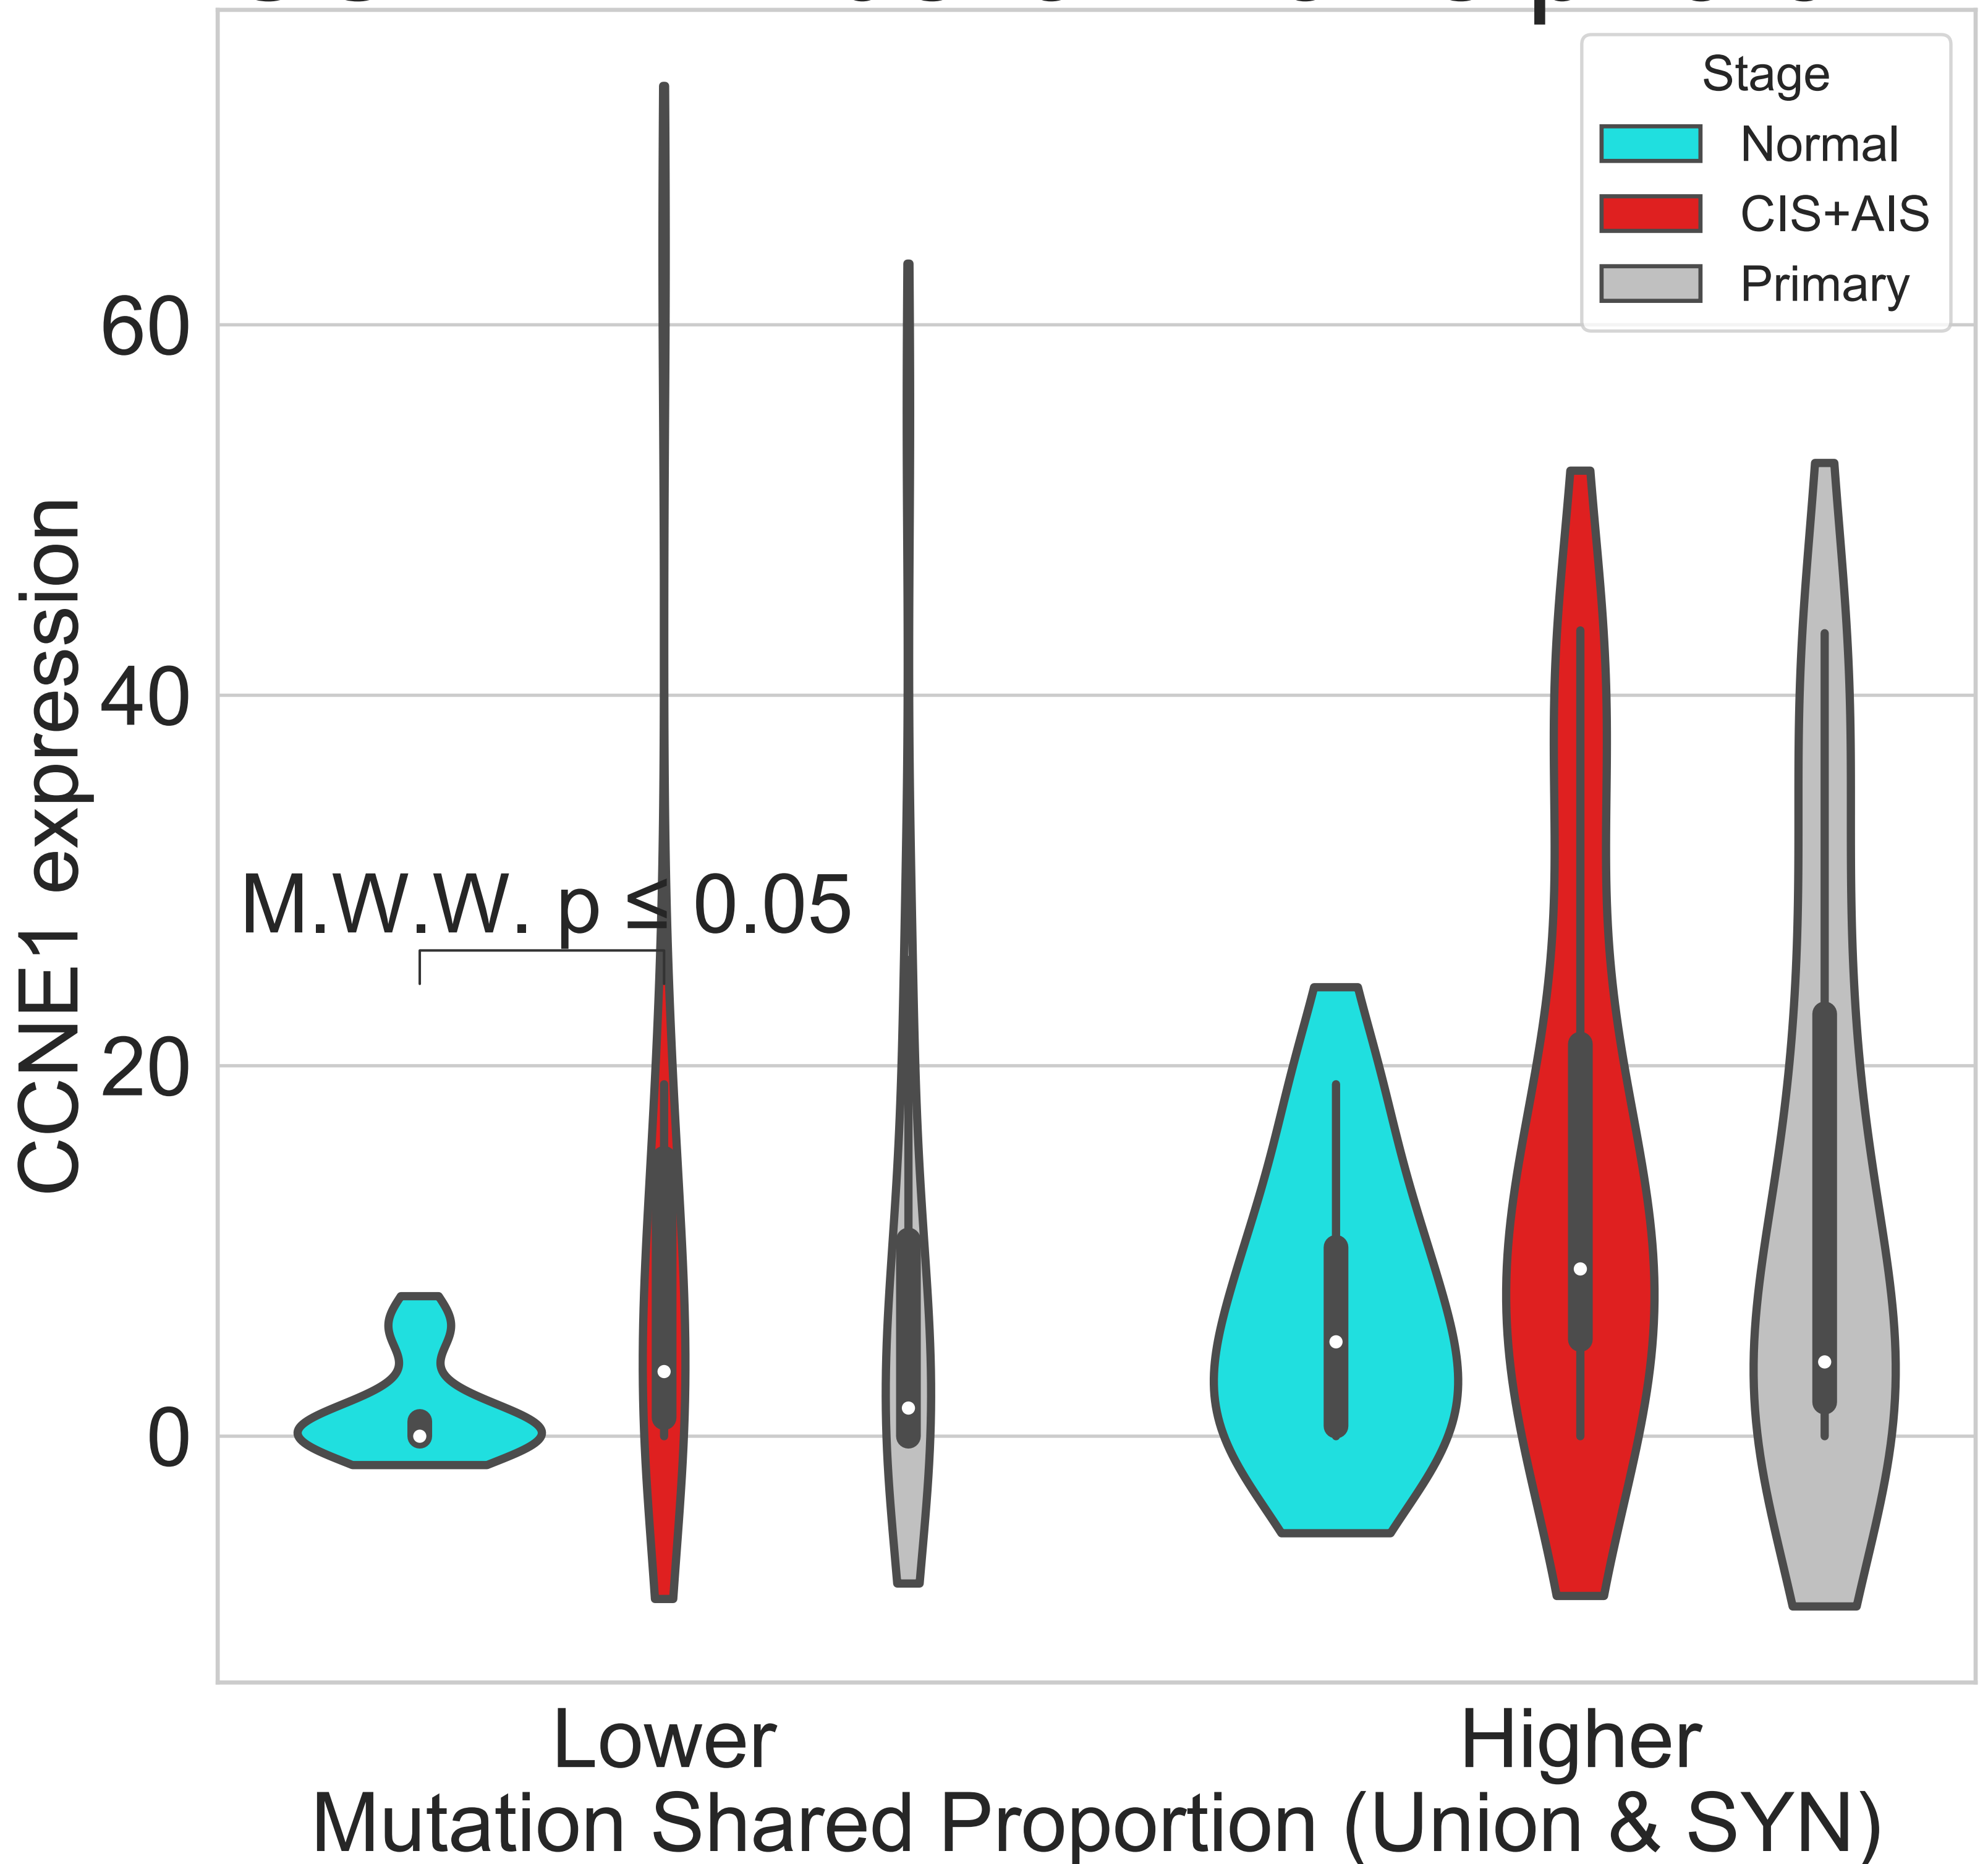 Stage
Normal
CIS+AIS
Primary
60
40
20
0
CCNE1 expression
M.W.W. p ≤ 0.05
Lower
Higher
Mutation Shared Proportion (Union & SYN)